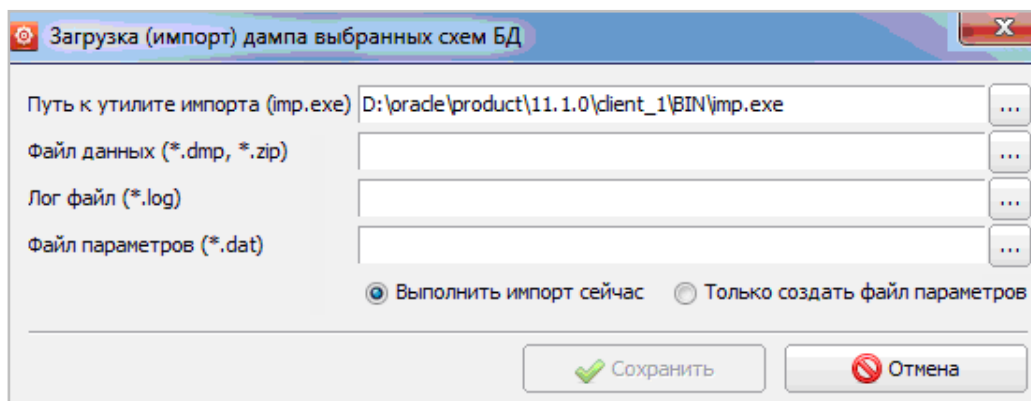 Загрузка (импорт) дампа выбранных схем БД
Путь к утилите импорта (imp.exe) D:\oracle\product\11.1.0\client_1\BIN\imp.exe ...
Файл данных (*.dmp, *.zip) ...
Лог файл (*.log) ...
Файл параметров (*.dat) ...
Выполнить импорт сейчас Только создать файл параметров
Сохранить Отмена